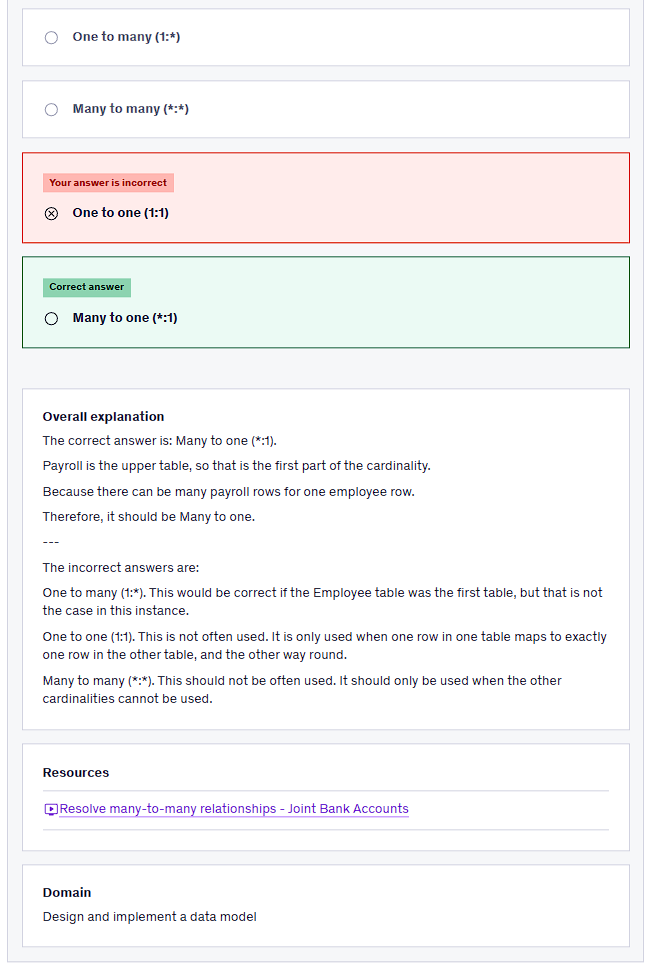 One to many (1:*)
Many to many (*:*)
Your answer is incorrect
One to one (1:1)
Correct answer
Many to one (*:1)
Overall explanation
The correct answer is: Many to one (*:1).
Payroll is the upper table, so that is the first part of the cardinality.
Because there can be many payroll rows for one employee row.
Therefore, it should be Many to one.
---
The incorrect answers are:
One to many (1:*). This would be correct if the Employee table was the first table, but that is not
the case in this instance.
One to one (1:1). This is not often used. It is only used when one row in one table maps to exactly
one row in the other table, and the other way round.
Many to many (*:*). This should not be often used. It should only be used when the other
cardinalities cannot be used.
Resources
Resolve many-to-many relationships - Joint Bank Accounts
Domain
Design and implement a data model